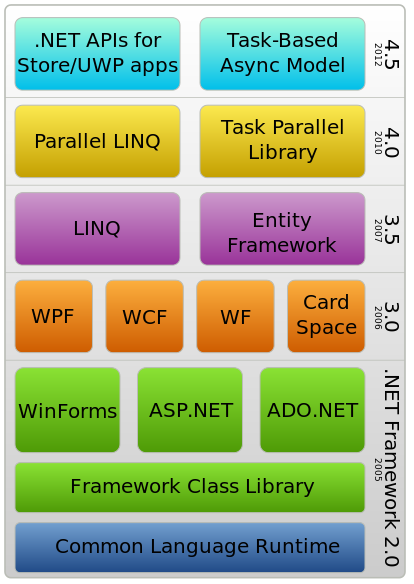 .NET APIs for
Store/UWP apps
Task-Based
Async Model
4.5
2012
Parallel LINQ
Task Parallel
Library
4.0
2010
LINQ
Entity
Framework
3.5
2007
WPF
WCF
WF
Card
Space
3.0
2006
WinForms
ASP.NET
ADO.NET
Framework Class Library
Common Language Runtime
.NET Framework 2.0
2005